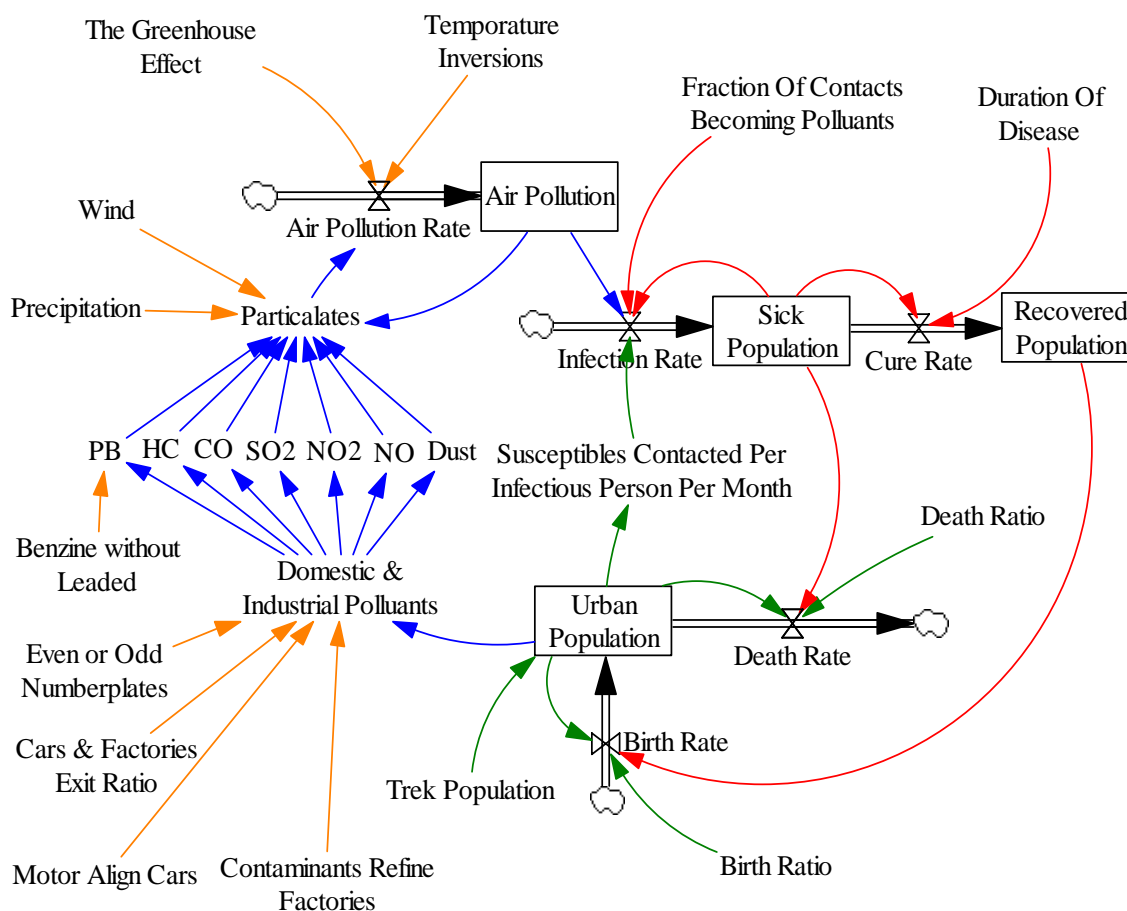 The Greenhouse
Effect
Temporature
Inversions
Fraction Of Contacts
Becoming Polluants
Duration Of
Disease
Air Pollution
Wind
Air Pollution Rate
Precipitation
Particalates
Sick
Population
Recovered
Population
Infection Rate
Cure Rate
PB
HC
CO
SO2
NO2
NO
Dust
Susceptibles Contacted Per
Infectious Person Per Month
Death Ratio
Benzine without
Leaded
Domestic &
Industrial Polluants
Urban
Population
Even or Odd
Numberplates
Death Rate
Cars & Factories
Exit Ratio
Birth Rate
Trek Population
Motor Align Cars
Contaminants Refine
Factories
Birth Ratio